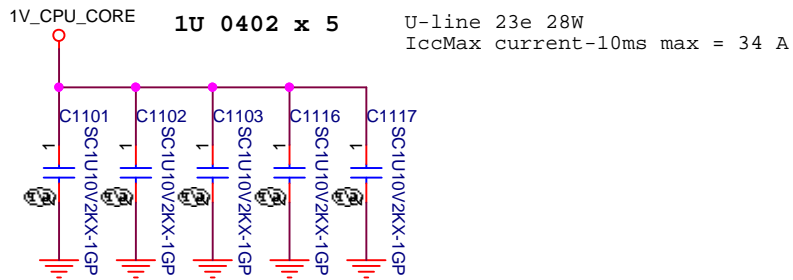 1V_CPU_CORE
1U 0402 x 5
U-line 23e 28W
IccMax current-10ms max = 34 A
C1101
C1102
C1103
C1116
C1117
1
1
1
1
1
SC1U10V2KX-1GP
SC1U10V2KX-1GP
SC1U10V2KX-1GP
SC1U10V2KX-1GP
SC1U10V2KX-1GP